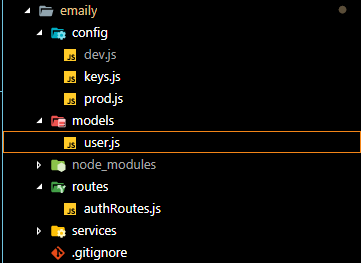 emaily
config
JS dev.js
JS keys.js
JS prod.js
models
JS user.js
node_modules
routes
JS authRoutes.js
services
.gitignore